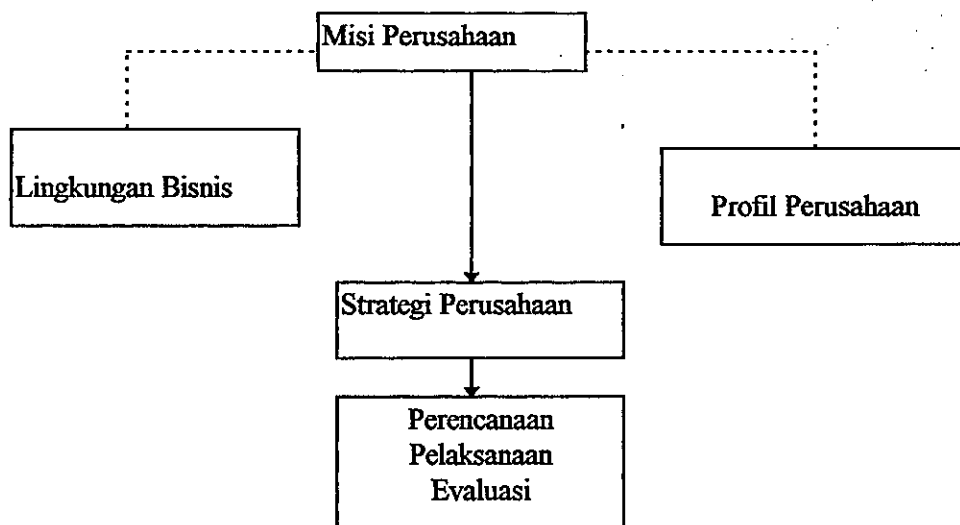 Misi Perusahaan
Lingkungan Bisnis
Profil Perusahaan
Strategi Perusahaan
Perencanaan
Pelaksanaan
Evaluasi